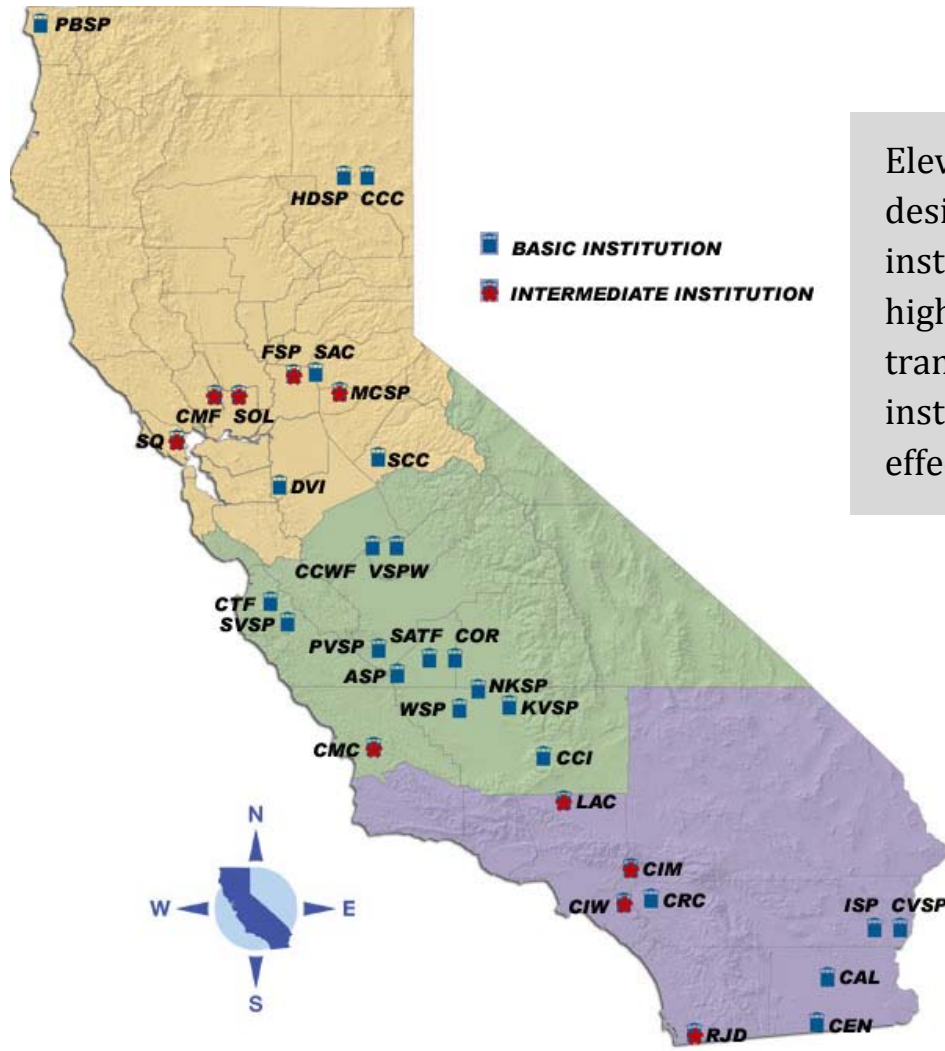 PBSP
HDSP CCC
BASIC INSTITUTION
INTERMEDIATE INSTITUTION
FSP SAC
MCSP
CMF SOL
SQ
SCC
DVI
CCWF VSPW
CTF
SVSP
PVSP
SATF COR
ASP
NKSP
WSP
KVSP
CMC
CCI
LAC
CIM
CIW
CRC
ISP CVSP
CAL
CEN
RJD
N
W
E
S
Elev
desi
inst
high
tran
inst
effe